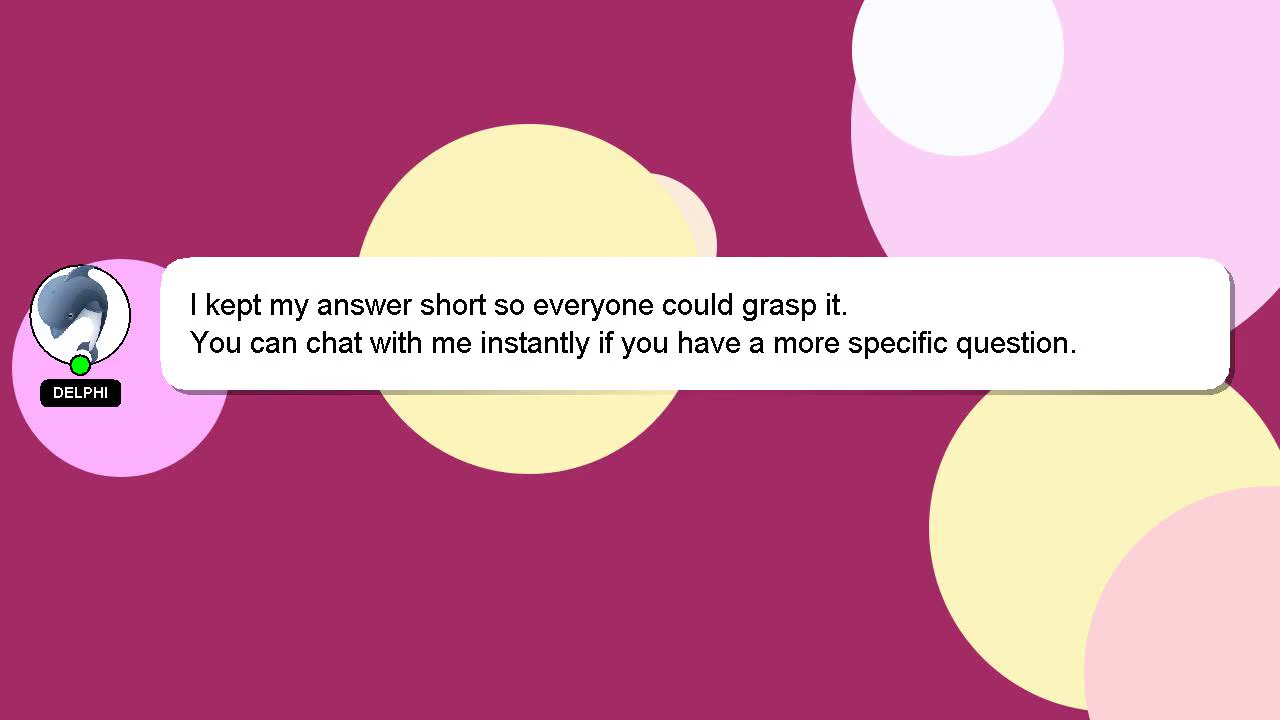 I kept my answer short so everyone could grasp it.
You can chat with me instantly if you have a more specific question.
DELPHI